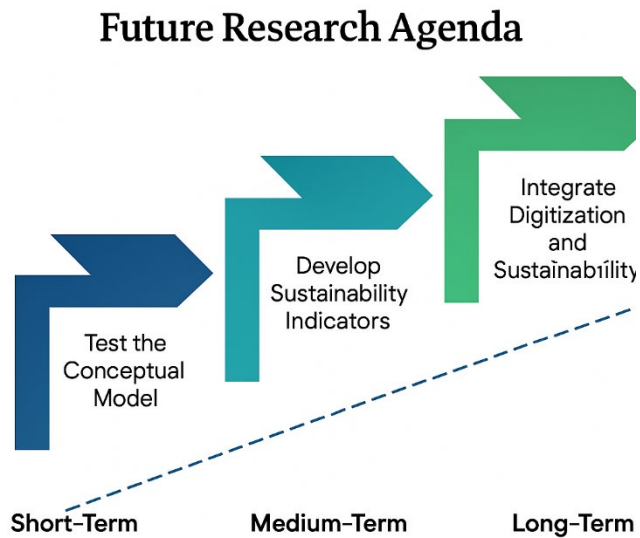 Future Research Agenda
Test the
Conceptual
Model
Develop
Sustainability
Indicators
Integrate
Digitization
and
Sustainability
Short-Term
Medium-Term
Long-Term